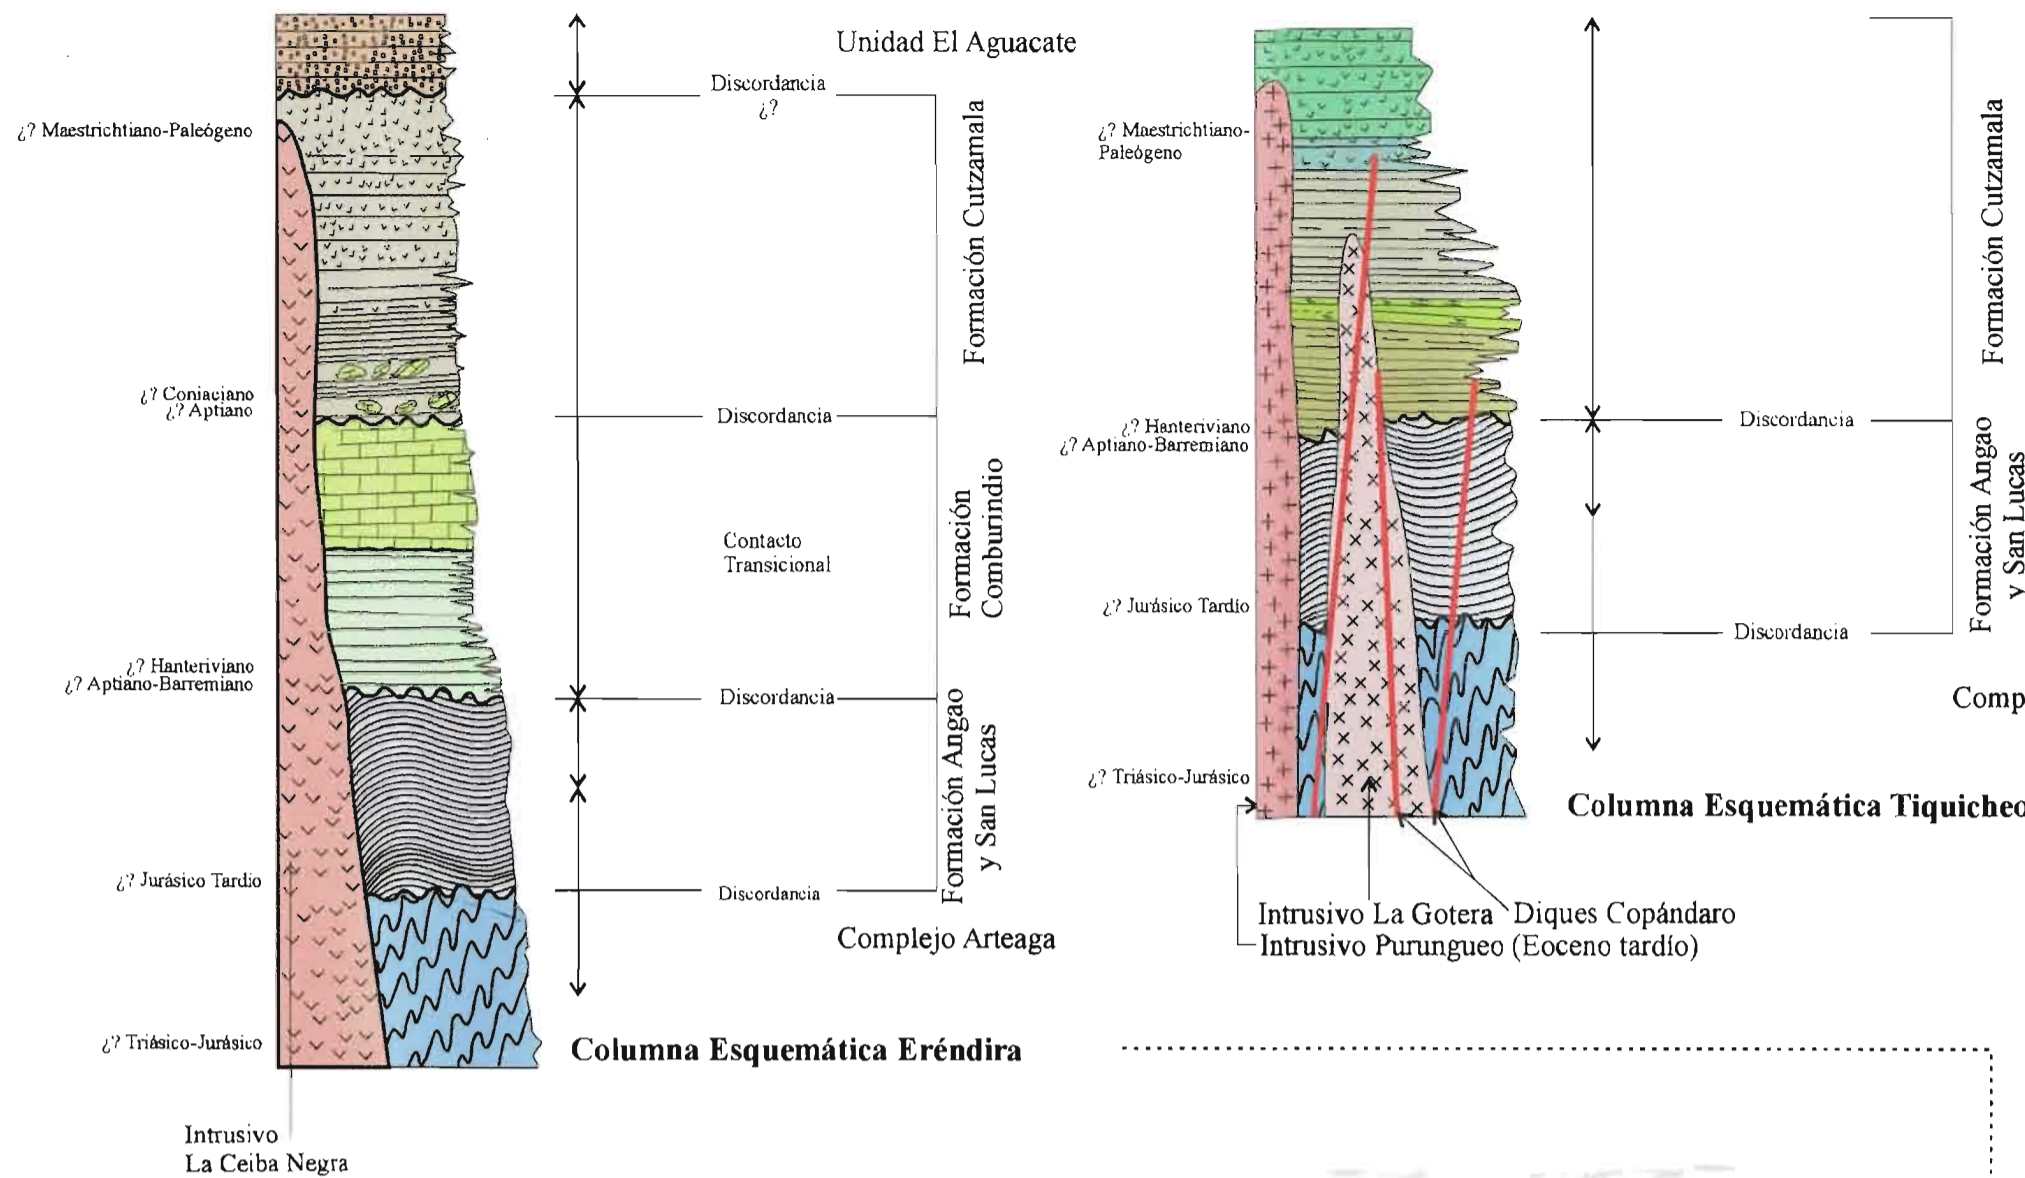 Unidad El Aguacate
Discordancia
¿?
¿? Maestrichtiano-Paleógeno
Formación Cutzamala
¿? Coniaciano
¿? Aptiano
Discordancia
Formación
Comburindio
Contacto
Transicional
¿? Hanteriviano
¿? Aptiano-Barremiano
Discordancia
Formación Angao
y San Lucas
¿? Jurásico Tardío
Discordancia
Complejo Arteaga
¿? Triásico-Jurásico
Columna Esquemática Eréndira
Intrusivo
La Ceiba Negra
¿? Maestrichtiano-
Paleógeno
Formación Cutzamala
¿? Hanteriviano
¿? Aptiano-Barremiano
Discordancia
Formación Angao
y San Lucas
¿? Jurásico Tardío
Discordancia
Comp
¿? Triásico-Jurásico
Columna Esquemática Tiquicheo
Intrusivo La Gotera
Diques Copándaro
Intrusivo Purungueo (Eoceno tardío)